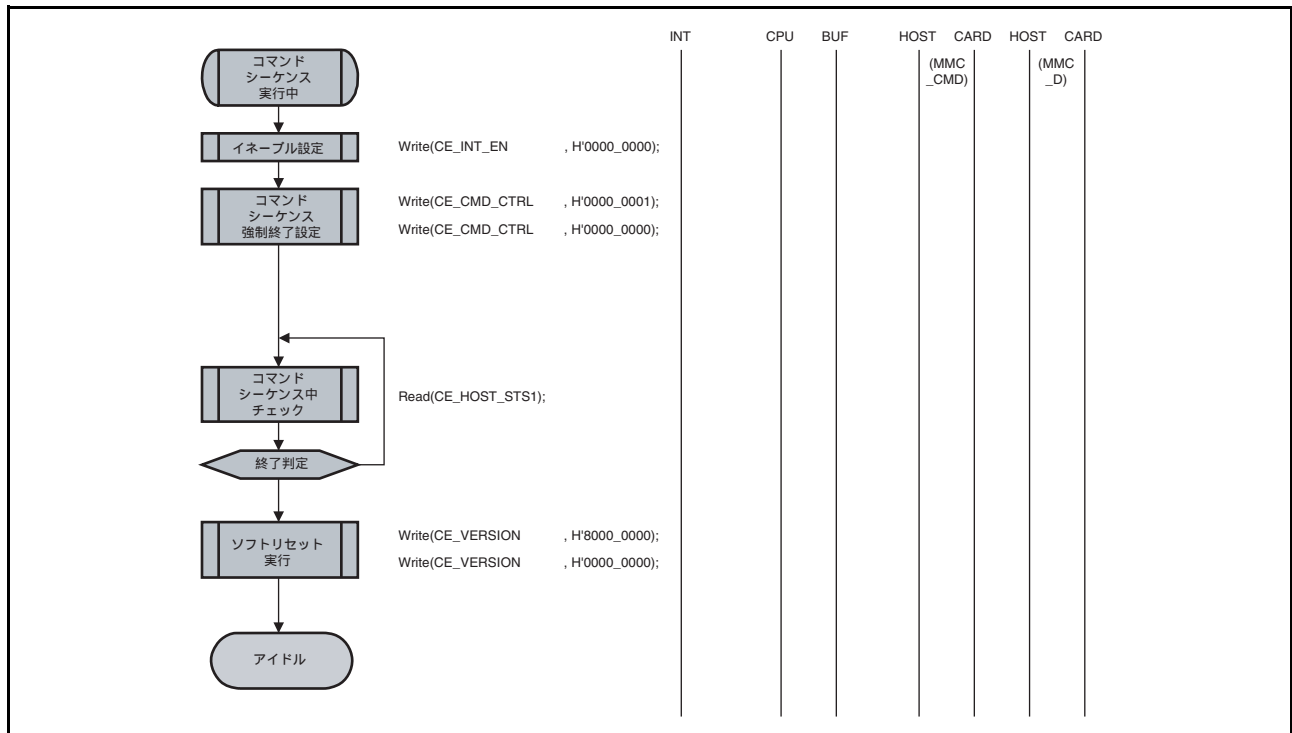 INT CPU BUF HOST CARD HOST CARD
(MMC
_CMD)
(MMC
_D)
コマンド
シーケンス
実行中
イネーブル設定
Write(CE_INT_EN , H'0000_0000);
コマンド
シーケンス
強制終了設定
Write(CE_CMD_CTRL , H'0000_0001);
Write(CE_CMD_CTRL , H'0000_0000);
コマンド
シーケンス中
チェック
Read(CE_HOST_STS1);
終了判定
ソフトリセット
実行
Write(CE_VERSION , H'8000_0000);
Write(CE_VERSION , H'0000_0000);
アイドル